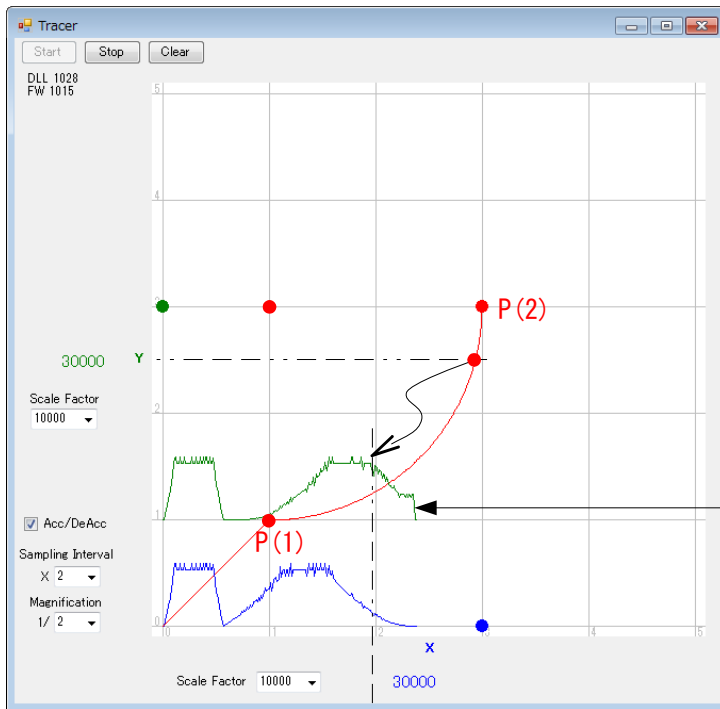 Tracer
Start Stop Clear
DLL 1028
FW 1015
5
4
3
P(2)
30000 Y
Scale Factor
10000
2
1
Acc/DeAcc
P(1)
Sampling Interval
X 2
Magnification
1/ 2
0
0 1 2 3 4 5
X
Scale Factor 10000 30000